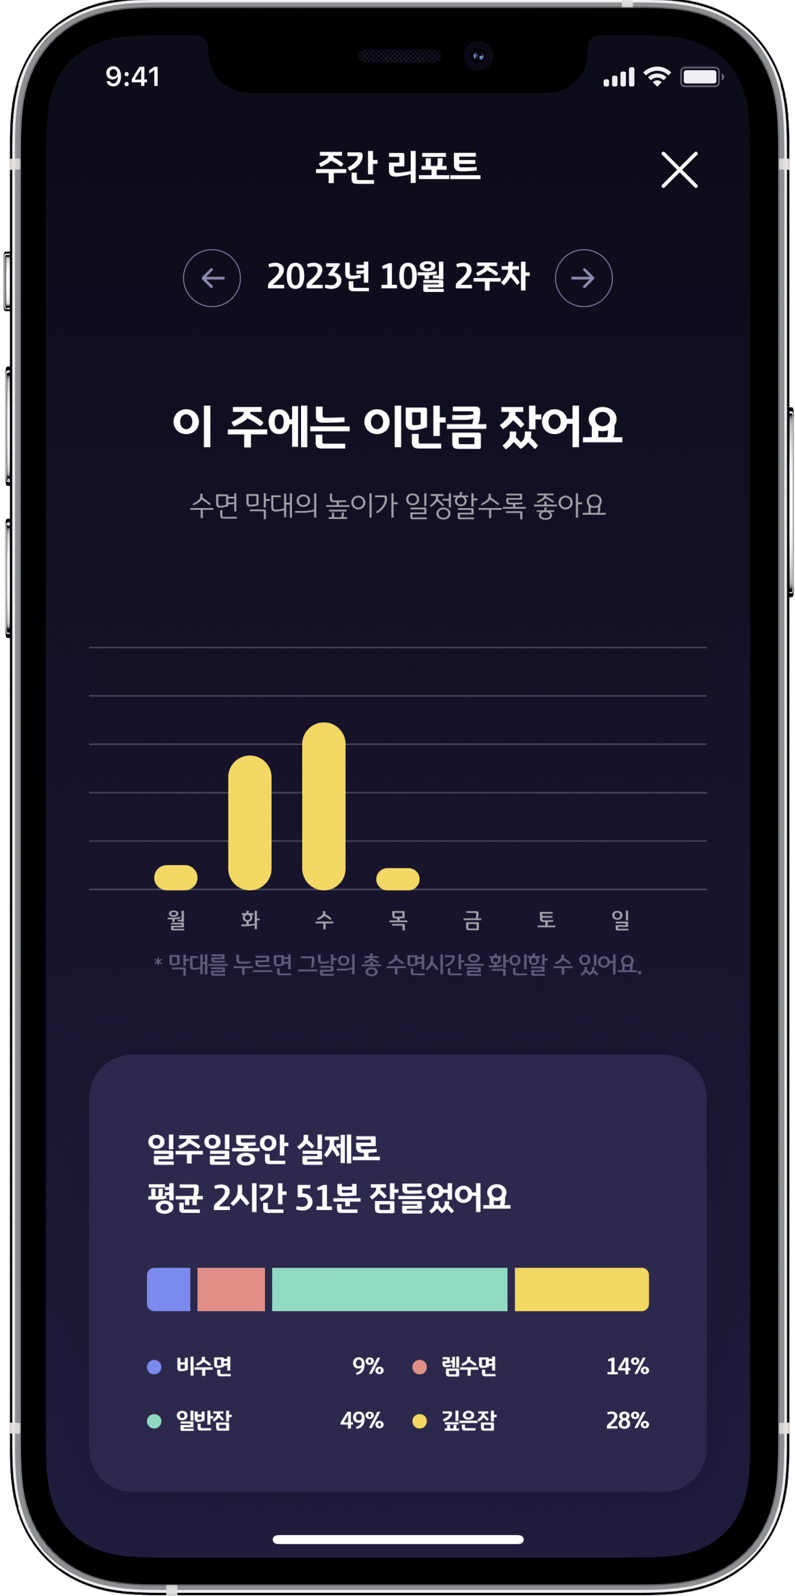 9:41
주간 리포트
2023년 10월 2주차
이 주에는 이만큼 잤어요
수면 막대의 높이가 일정할수록 좋아요
월 화 수 목 금 토 일
* 막대를 누르면 그날의 총 수면시간을 확인할 수 있어요.
일주일동안 실제로
평균 2시간 51분 잠들었어요
비수면 9% 렘수면 14%
일반잠 49% 깊은잠 28%